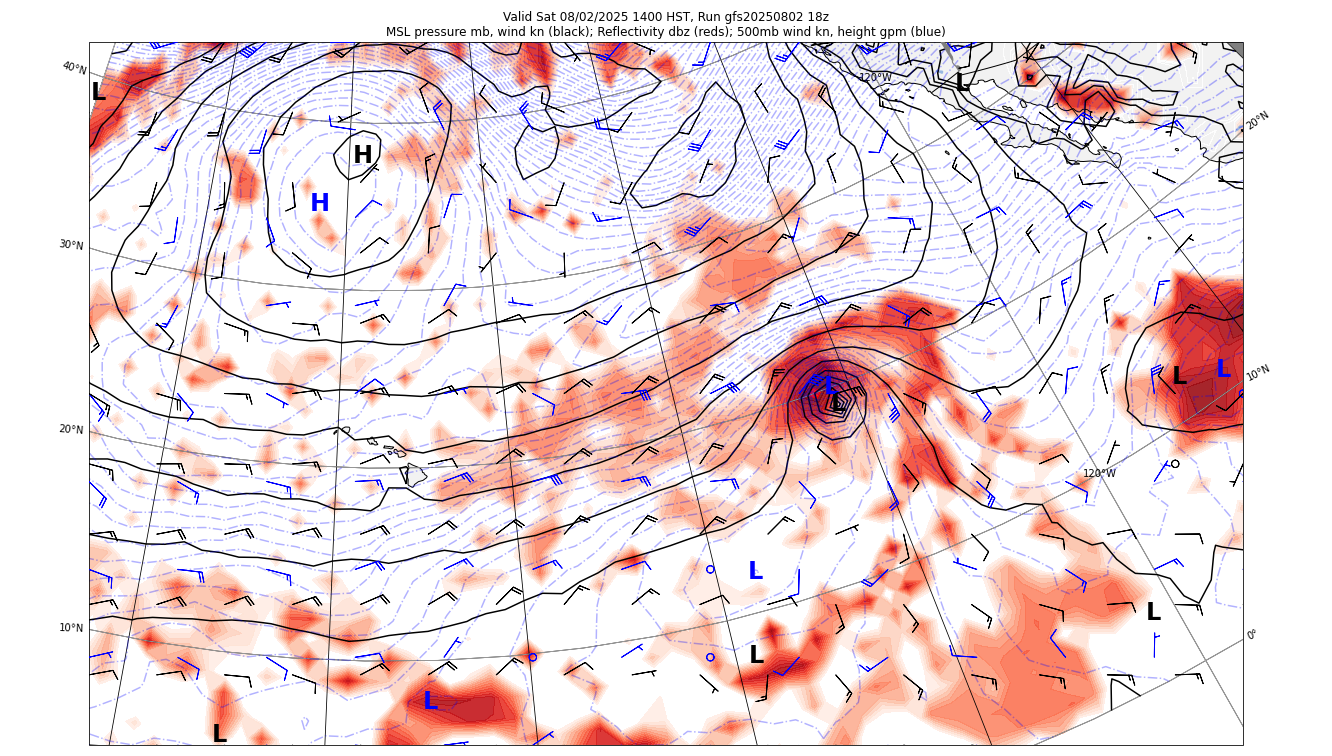 Valid Sat 08/02/2025 1400 HST, Run gfs20250802 18z
MSL pressure mb, wind kn (black); Reflectivity dbz (reds); 500mb wind kn, height gpm (blue)
40°N
120°W
L
L
20°N
H
H
30°N
L
L
10°N
L
L
20°N
120°W
L
L
10°N
0°
L
L
L